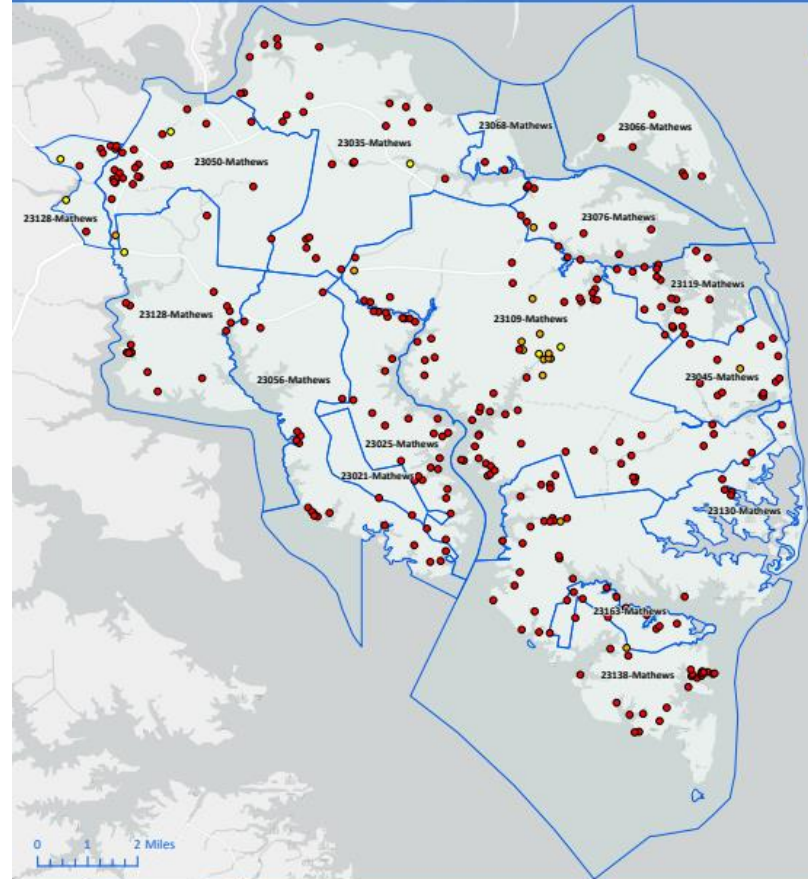 23068-Mathews
23066-Mathews
23035-Mathews
23050-Mathews
23128-Mathews
23076-Mathews
23119-Mathews
23128-Mathews
23109-Mathews
23056-Mathews
23045-Mathews
23025-Mathews
23021-Mathews
23130-Mathews
23163-Mathews
23138-Mathews
0 1 2 Miles